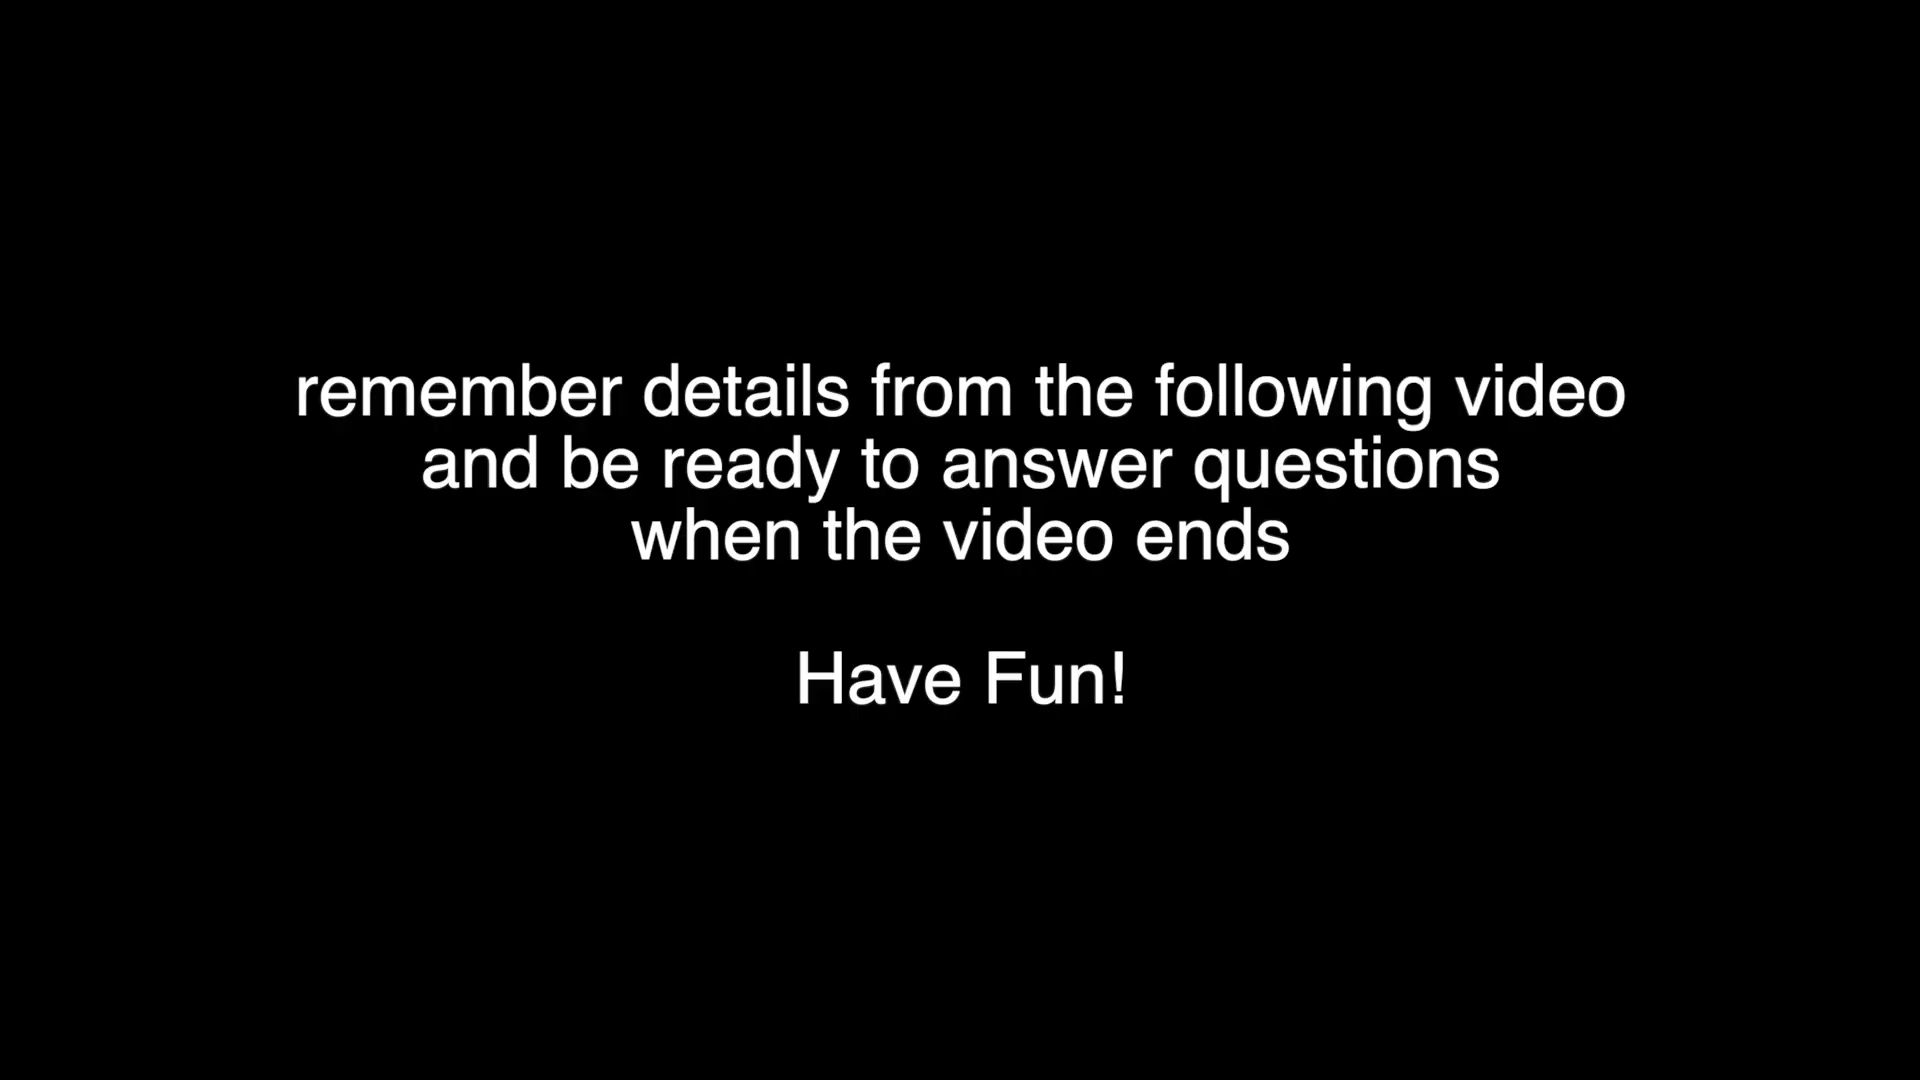 remember details from the following video
and be ready to answer questions
when the video ends
Have Fun!